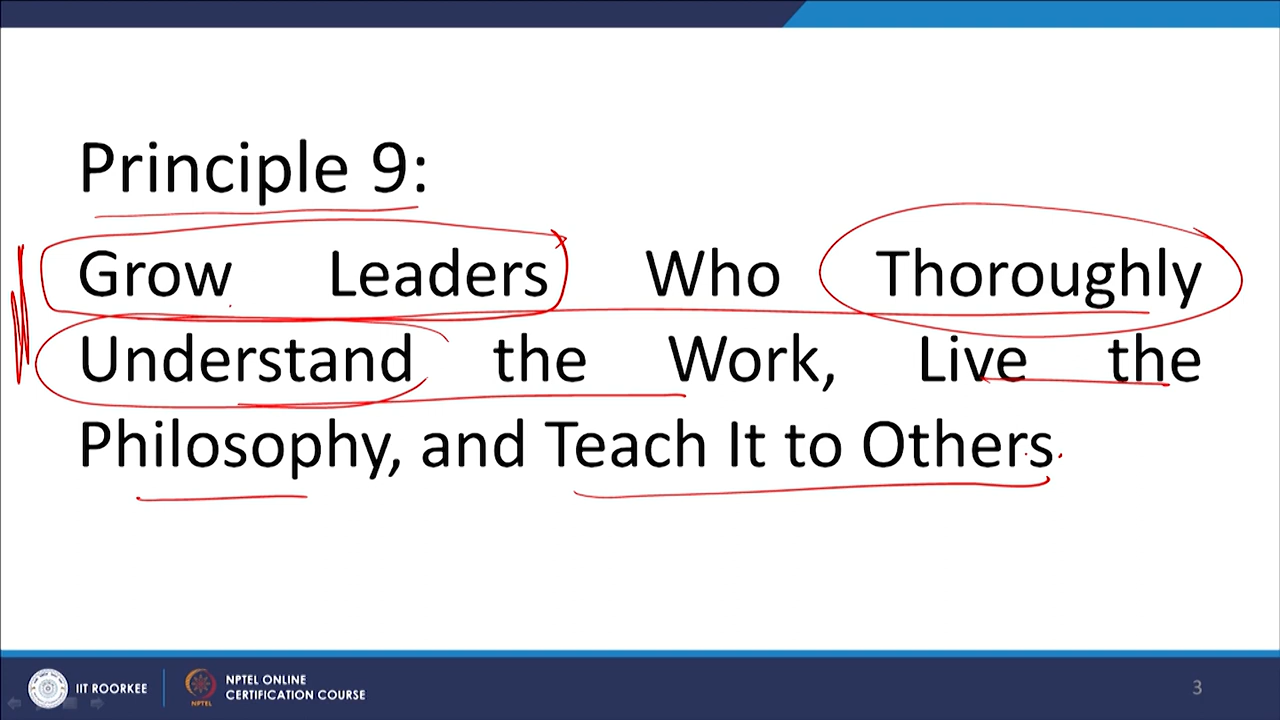 Principle 9:
Grow Leaders Who Thoroughly
Understand the Work, Live the
Philosophy, and Teach It to Others.
IIT ROORKEE
NPTEL
NPTEL ONLINE
CERTIFICATION COURSE
3